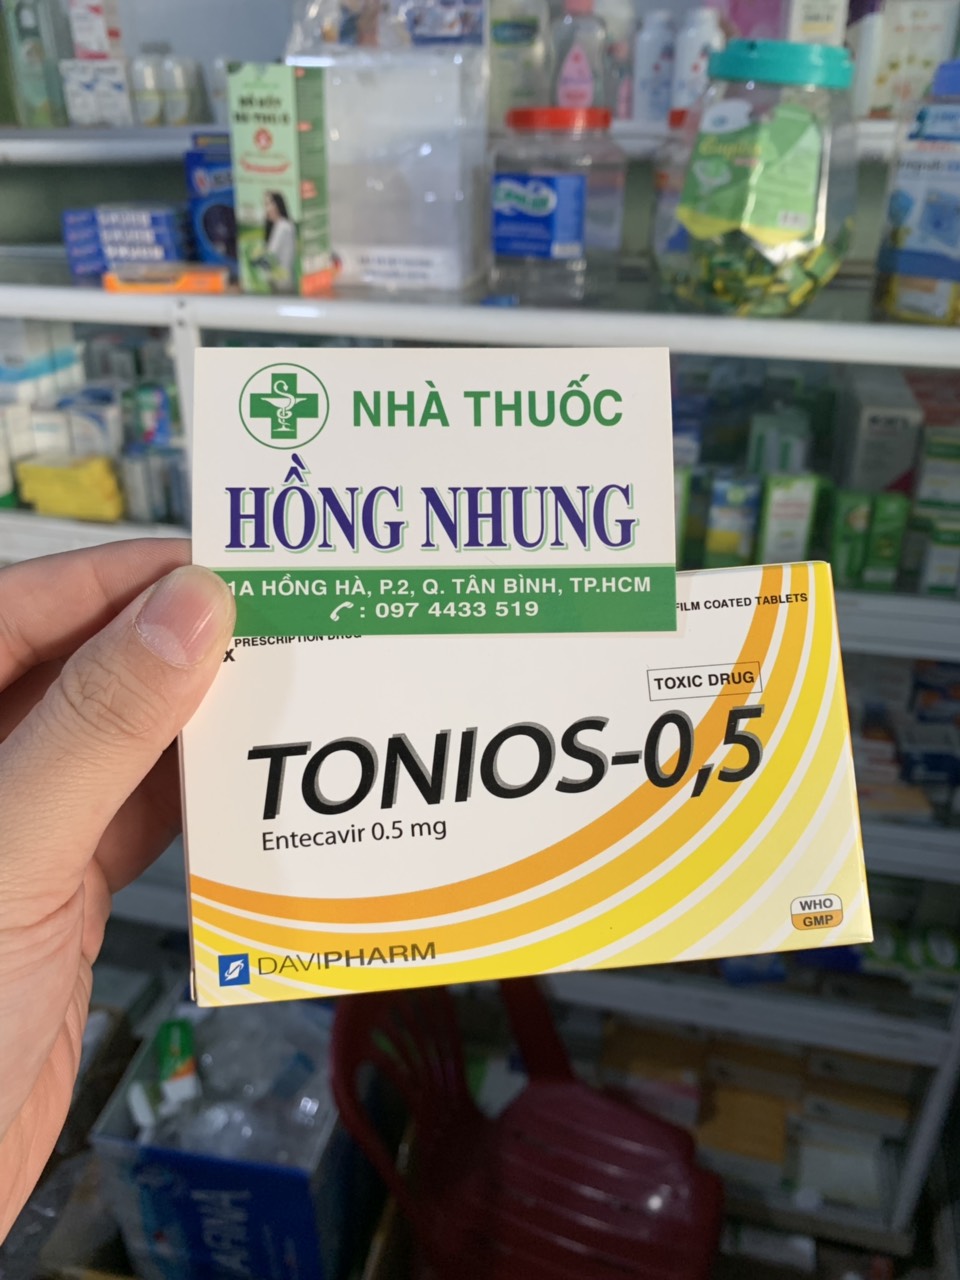 NHÀ THUỐC
HỒNG NHUNG
1A HỒNG HÀ, P.2, Q. TÂN BÌNH, TP.HCM
: 097 4433 519
FILM COATED TABLETS
PRESCRIPTION DRUG
TOXIC DRUG
TONIOS-0,5
Entecavir 0.5 mg
WHO
GMP
DAVIPHARM